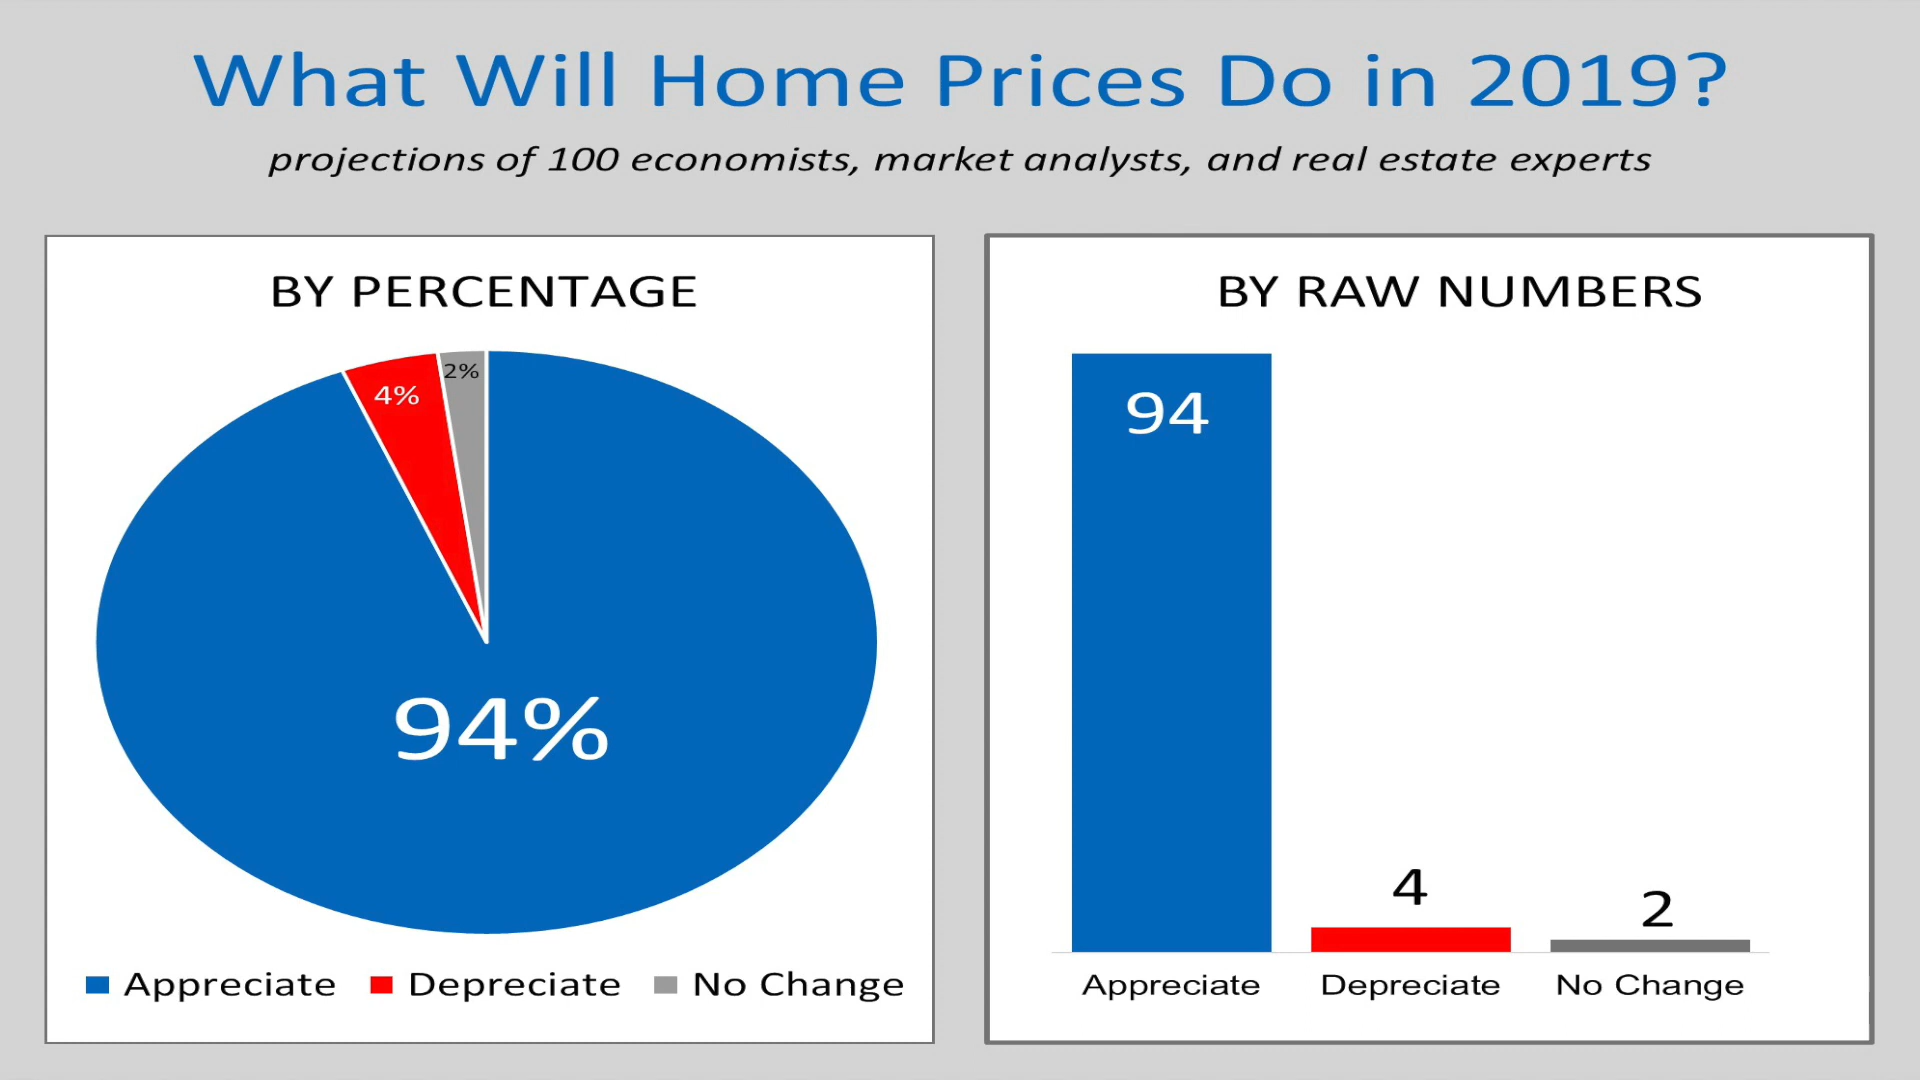 What Will Home Prices Do in 2019?
projections of 100 economists, market analysts, and real estate experts
BY PERCENTAGE
2%
4%
94%
Appreciate Depreciate No Change
BY RAW NUMBERS
94
4
2
Appreciate Depreciate No Change